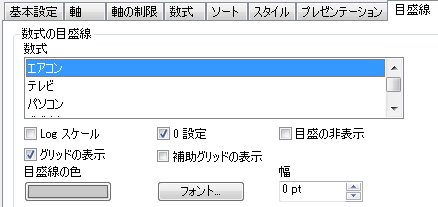 基本設定 軸 軸の制限 数式 ソート スタイル プレゼンテーション 目盛線
数式の目盛線
数式
エアコン
テレビ
パソコン
Log スケール 0 設定 目盛の非表示
グリッドの表示 補助グリッドの表示
目盛線の色 幅
フォント... 0 pt